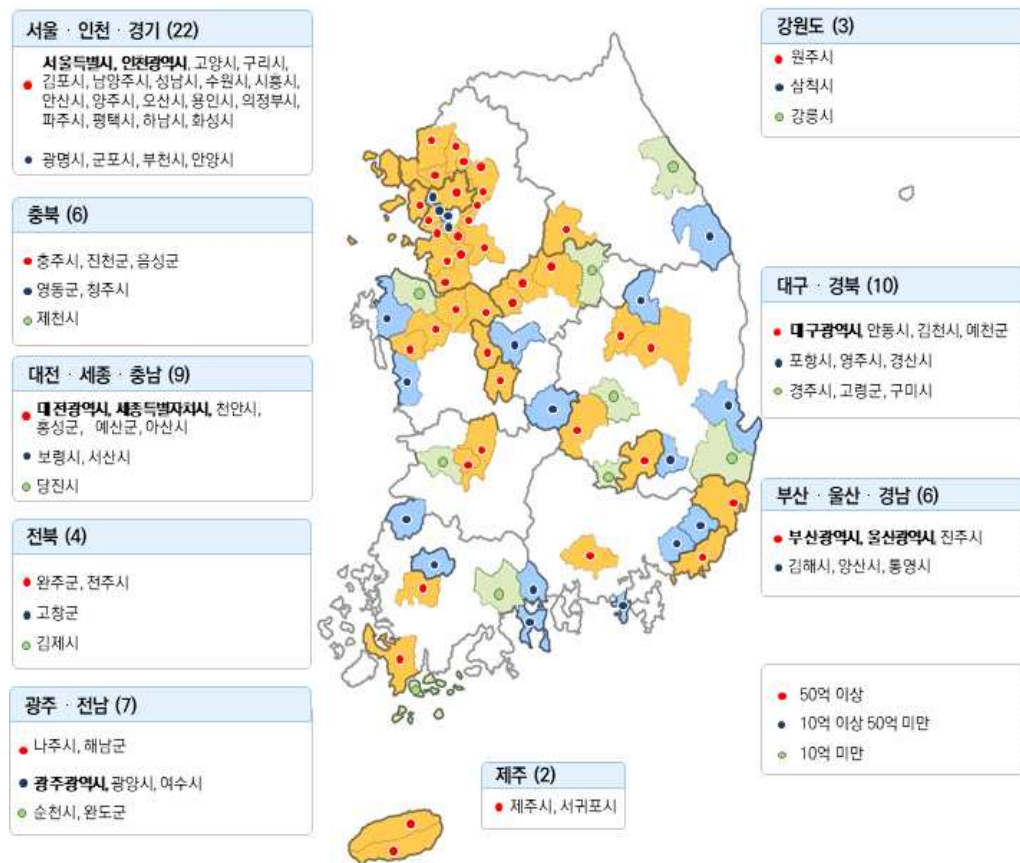 서울 · 인천 · 경기 (22)
서울특별시, 인천광역시, 고양시, 구리시,
김포시, 남양주시, 성남시, 수원시, 시흥시,
안산시, 양주시, 오산시, 용인시, 의정부시,
파주시, 평택시, 하남시, 화성시
광명시, 군포시, 부천시, 안양시
충북 (6)
충주시, 진천군, 음성군
영동군, 청주시
제천시
대전 · 세종 · 충남 (9)
대전광역시, 세종특별자치시, 천안시,
홍성군, 예산군, 아산시
보령시, 서산시
당진시
전북 (4)
완주군, 전주시
고창군
김제시
광주 · 전남 (7)
나주시, 해남군
광주광역시, 광양시, 여수시
순천시, 완도군
제주 (2)
제주시, 서귀포시
강원도 (3)
원주시
삼척시
강릉시
대구 · 경북 (10)
대구광역시, 안동시, 김천시, 예천군
포항시, 영주시, 경산시
경주시, 고령군, 구미시
부산 · 울산 · 경남 (6)
부산광역시, 울산광역시, 진주시
김해시, 양산시, 통영시
50억 이상
10억 이상 50억 미만
10억 미만